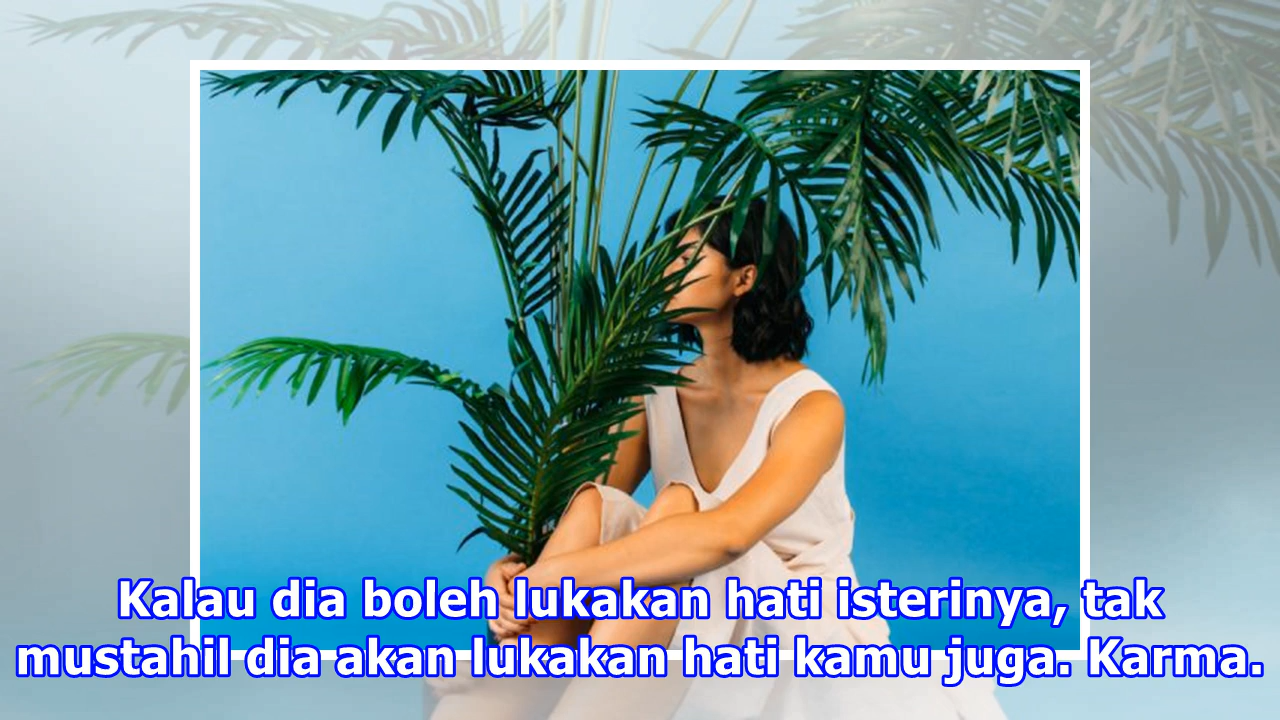 Kalau dia boleh lukakan hati isterinya, tak
mustahil dia akan lukakan hati kamu juga. Karma.